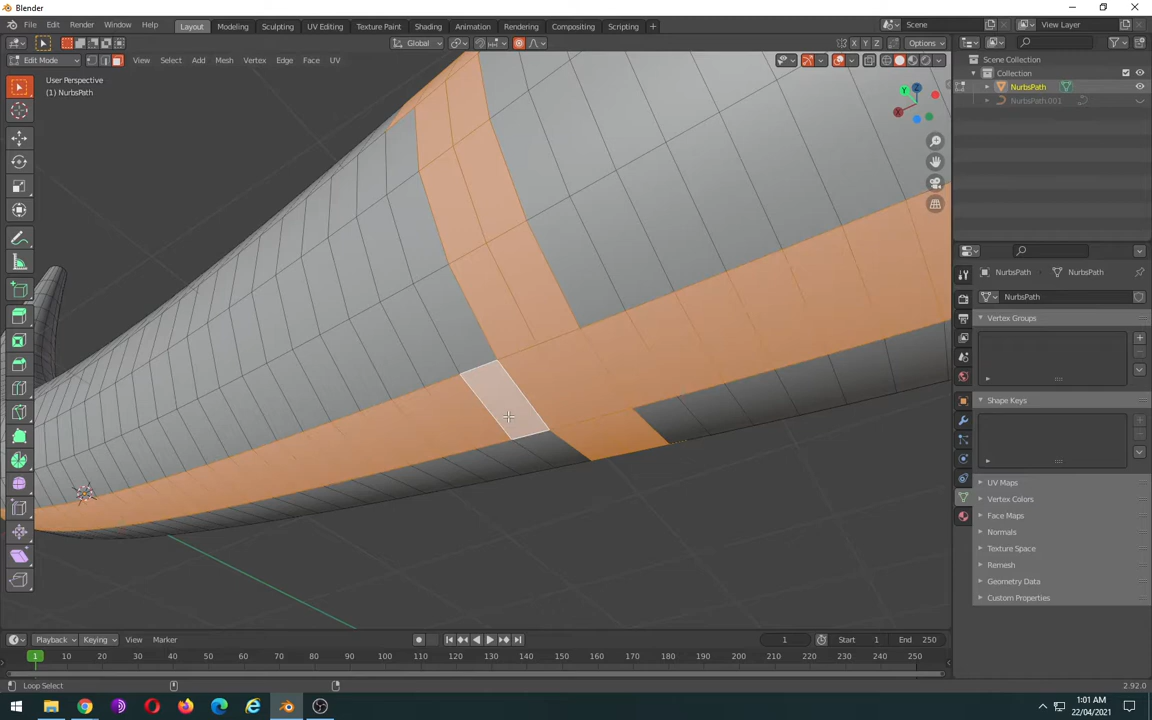 Blender
File Edit Render Window Help
Layout Modeling Sculpting UV Editing Texture Paint Shading Animation Rendering Compositing Scripting +
Scene View Layer
Global X Y Z Options
Edit Mode View Select Add Mesh Vertex Edge Face UV
User Perspective
(1) NurbsPath
Y Z X
Scene Collection
Collection
NurbsPath
NurbsPath.001
NurbsPath NurbsPath
NurbsPath
Vertex Groups
Shape Keys
UV Maps
Vertex Colors
Face Maps
Normals
Texture Space
Remesh
Geometry Data
Custom Properties
Playback Keying View Marker 1 Start 1 End 250
1 10 20 30 40 50 60 70 80 90 100 110 120 130 140 150 160 170 180 190 200 210 220 230 240 250
Loop Select 2.92.0
1:01 AM
22/04/2021